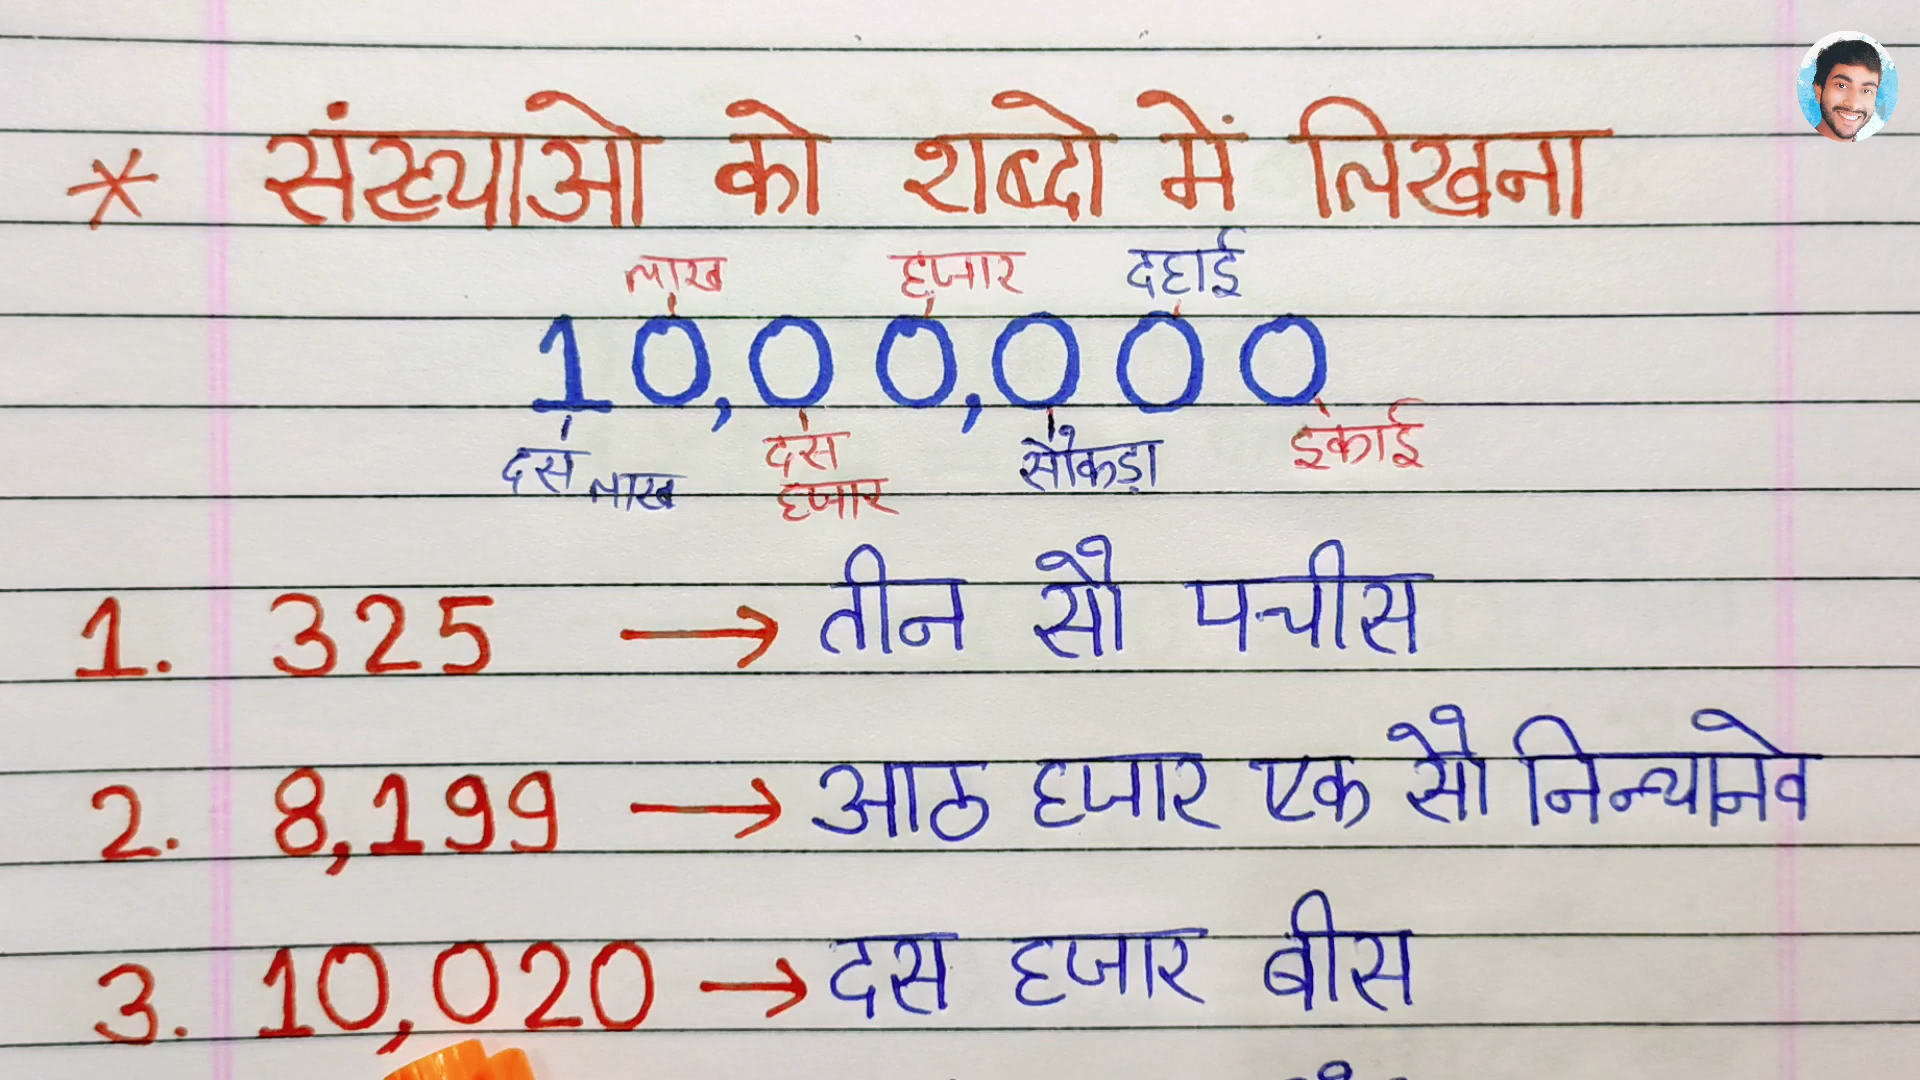 * संख्याओ को शब्दो में लिखना
लाख हजार दहाई
10,00,000
दस लाख दस हजार सौकड़ा इकाई
1. 325 → तीन सौ पचीस
2. 8,199 → आठ हजार एक सौ निन्यानेव
3. 10,020 → दस हजार बीस